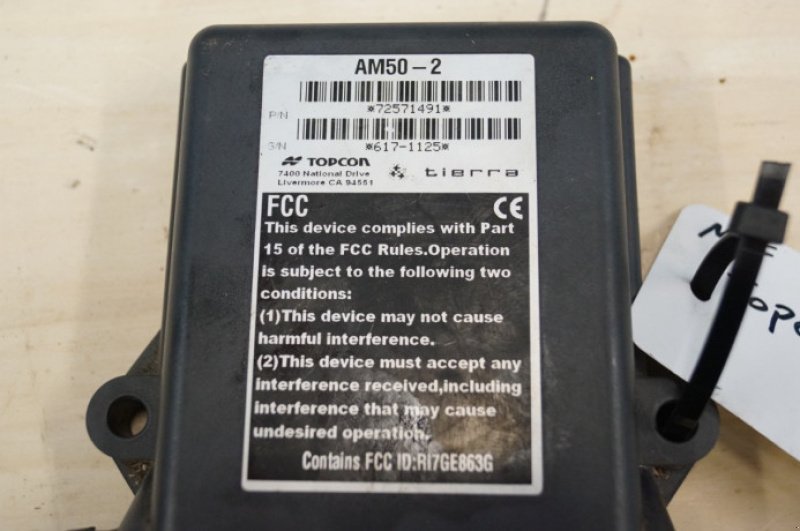 AM50-2
P/N
*72571491*
S/N
*617-1125*
TOPCON
7400 National Drive
Livermore CA 94551
tierra
FCC CE
This device complies with Part
15 of the FCC Rules.Operation
is subject to the following two
conditions:
(1)This device may not cause
harmful interference.
(2)This device must accept any
interference received,including
interference that may cause
undesired operation.
Contains FCC ID:RI7GE863G